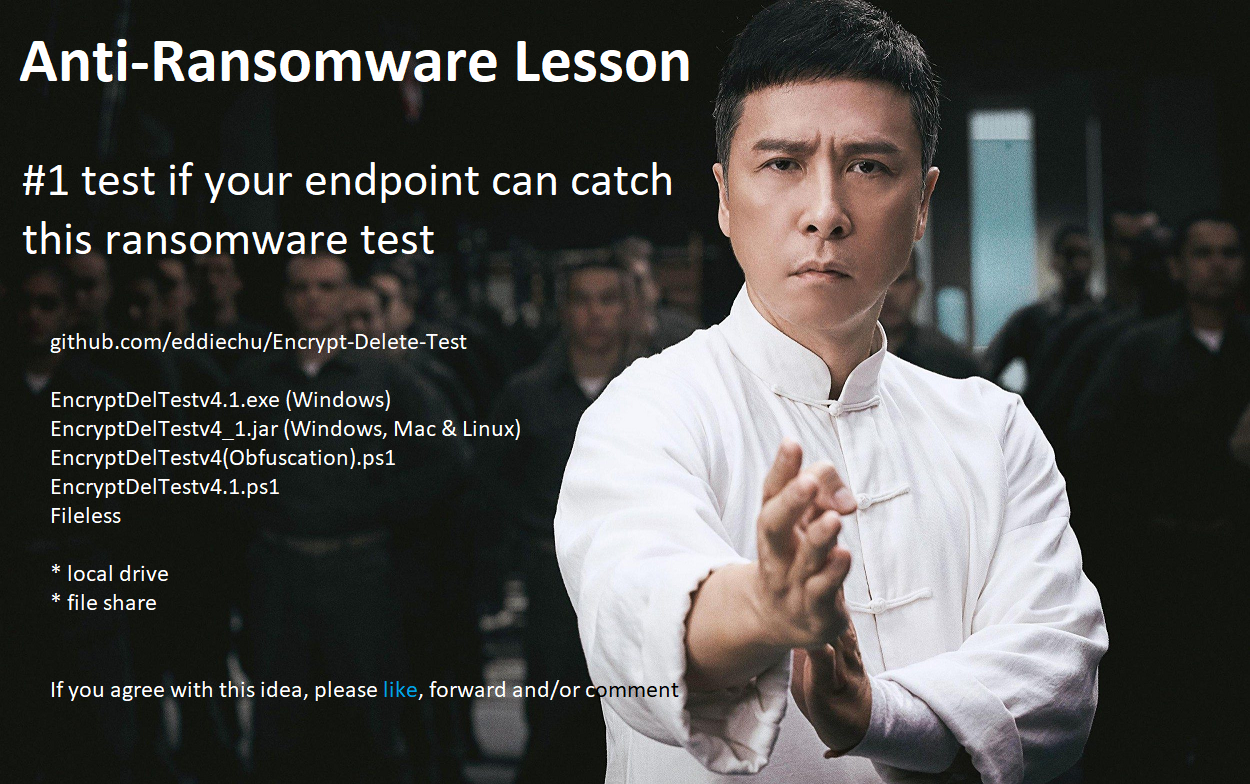 Anti-Ransomware Lesson
#1 test if your endpoint can catch
this ransomware test
github.com/eddiechu/Encrypt-Delete-Test
EncryptDelTestv4.1.exe (Windows)
EncryptDelTestv4_1.jar (Windows, Mac & Linux)
EncryptDelTestv4(Obfuscation).ps1
EncryptDelTestv4.1.ps1
Fileless
* local drive
* file share
If you agree with this idea, please like, forward and/or comment